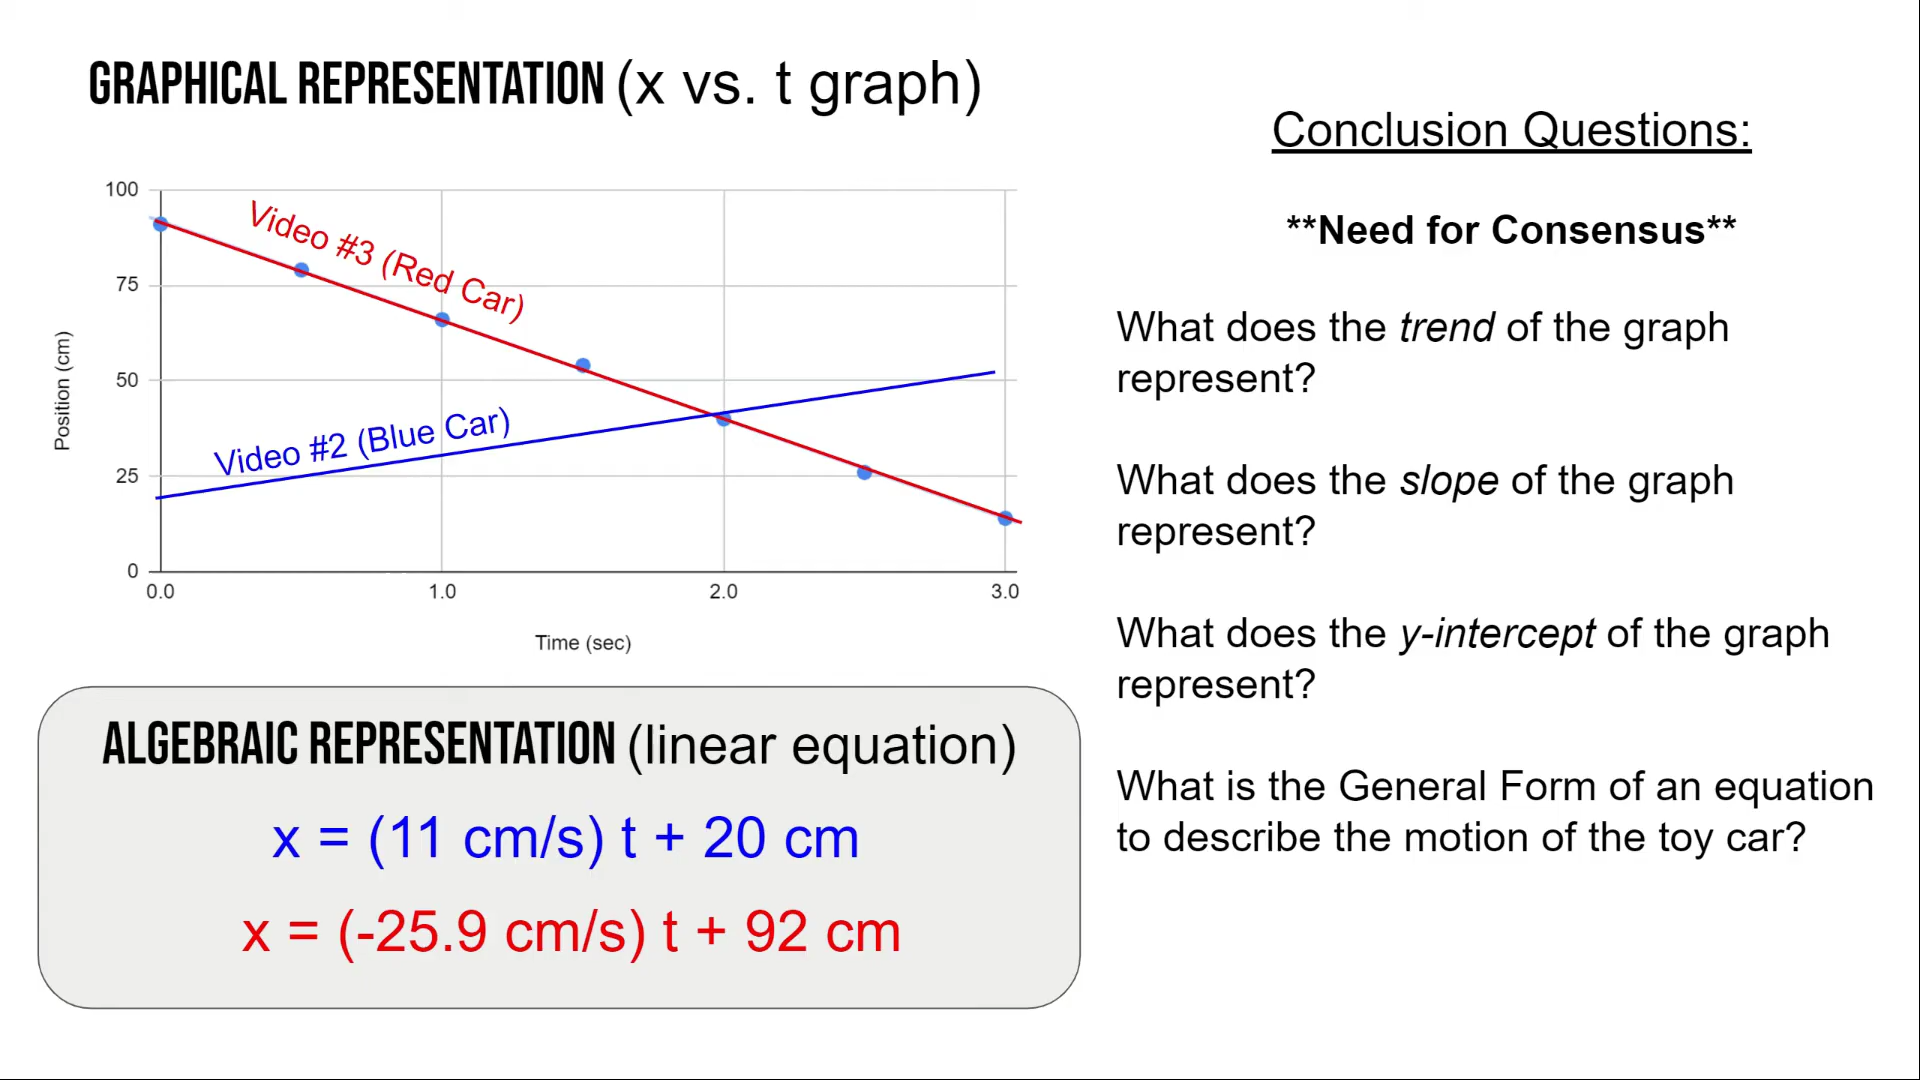 GRAPHICAL REPRESENTATION (x vs. t graph)
100
75
50
25
0
Position (cm)
Video #3 (Red Car)
Video #2 (Blue Car)
0.0 1.0 2.0 3.0
Time (sec)
ALGEBRAIC REPRESENTATION (linear equation)
x = (11 cm/s) t + 20 cm
x = (-25.9 cm/s) t + 92 cm
Conclusion Questions:
**Need for Consensus**
What does the trend of the graph
represent?
What does the slope of the graph
represent?
What does the y-intercept of the graph
represent?
What is the General Form of an equation
to describe the motion of the toy car?